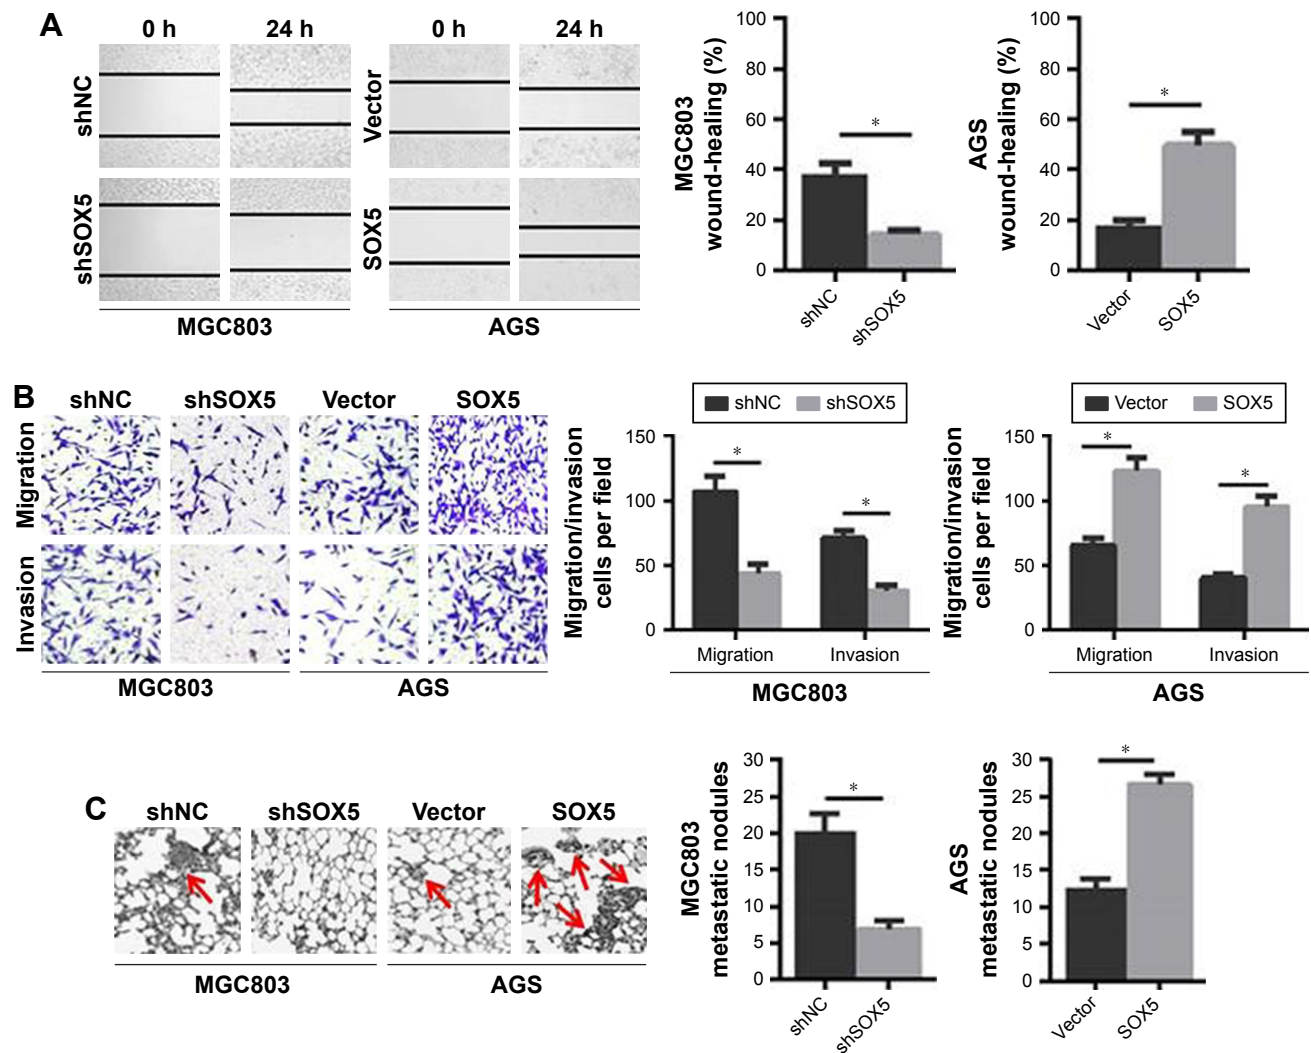 A
0 h
24 h
0 h
24 h
shNC
shSOX5
Vector
SOX5
MGC803
AGS
MGC803
wound-healing (%)
100
80
60
40
20
0
*
shNC
shSOX5
AGS
wound-healing (%)
100
80
60
40
20
0
*
Vector
SOX5
B
shNC
shSOX5
Vector
SOX5
Migration
Invasion
MGC803
AGS
shNC
shSOX5
Migration/invasion
cells per field
150
100
50
0
*
*
Migration
Invasion
MGC803
Vector
SOX5
Migration/invasion
cells per field
150
100
50
0
*
*
Migration
Invasion
AGS
C
shNC
shSOX5
Vector
SOX5
MGC803
AGS
MGC803
metastatic nodules
30
25
20
15
10
5
0
*
shNC
shSOX5
AGS
metastatic nodules
30
25
20
15
10
5
0
*
Vector
SOX5